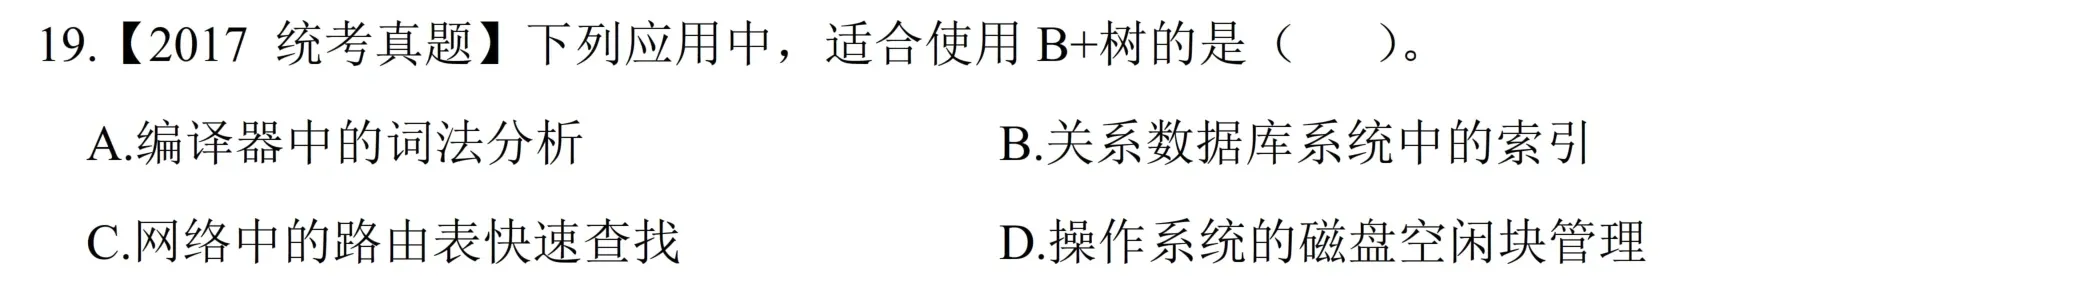 19.【2017 统考真题】下列应用中，适合使用 B+树的是（ ）。
A.编译器中的词法分析 B.关系数据库系统中的索引
C.网络中的路由表快速查找 D.操作系统的磁盘空闲块管理